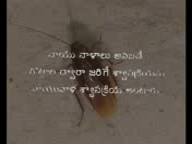 వాయు నాళాలు అనబడే
గొట్టాల ద్వారా జరిగే శ్వాసక్రియను
వాయునాళ శ్వాసక్రియ అంటారు